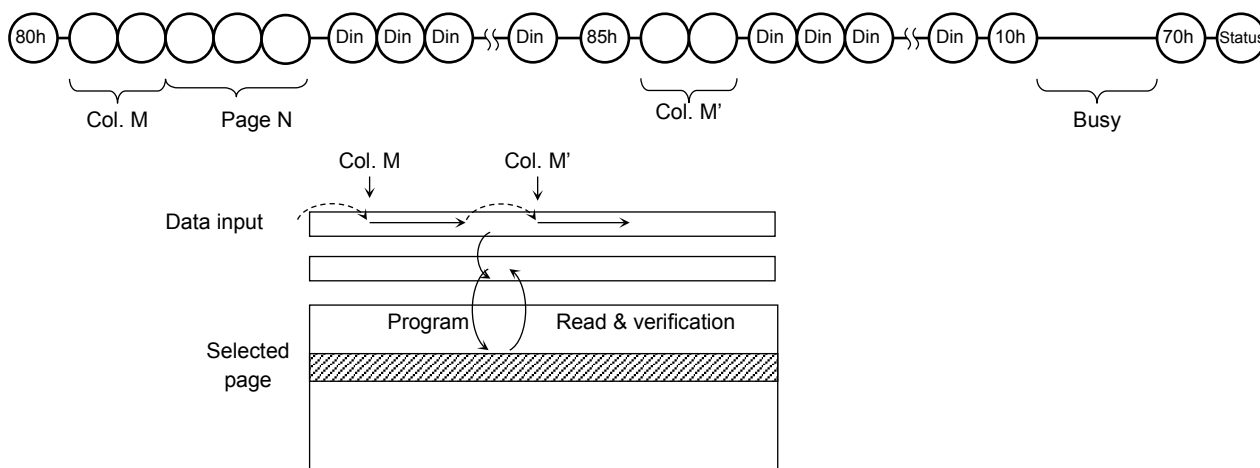 80h Din Din Din Din 85h Din Din Din Din 10h 70h Status
Col. M Page N Col. M’ Busy
Col. M Col. M’
Data input
Program Read & verification
Selected
page